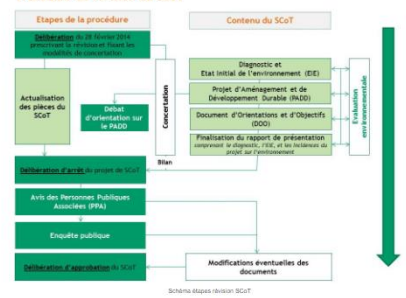 Etapes de la procédure
Contenu du SCoT
Délibération du 28 février 2014
prescrivant la révision et fixant les
modalités de concertation
Actualisation
des pièces du
SCoT
Débat
d'orientation sur
le PADD
Concertation
Bilan
Diagnostic et
Etat Initial de l'environnement (EIE)
Projet d'Aménagement et de
Développement Durable (PADD)
Document d'Orientations et d'Objectifs
(DOO)
Finalisation du rapport de présentation
comprenant le diagnostic, l'EIE, et les incidences du
projet sur l'environnement
Evaluation
environnementale
Délibération d'arrêt du projet de SCoT
Avis des Personnes Publiques
Associées (PPA)
Enquête publique
Délibération d'approbation du SCoT
Modifications éventuelles des
documents
Schéma étapes révision SCoT